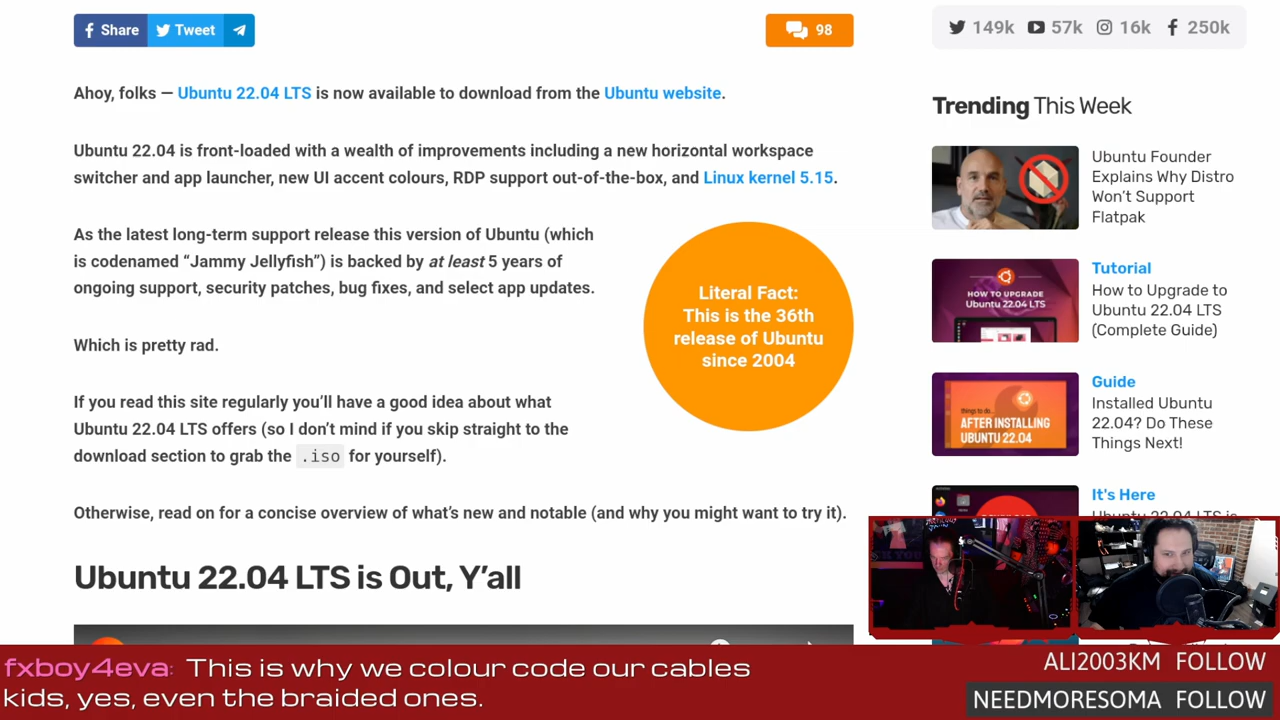 Share Tweet
98
149k 57k 16k 250k
Ahoy, folks — Ubuntu 22.04 LTS is now available to download from the Ubuntu website.
Ubuntu 22.04 is front-loaded with a wealth of improvements including a new horizontal workspace
switcher and app launcher, new UI accent colours, RDP support out-of-the-box, and Linux kernel 5.15.
As the latest long-term support release this version of Ubuntu (which
is codenamed “Jammy Jellyfish”) is backed by at least 5 years of
ongoing support, security patches, bug fixes, and select app updates.
Literal Fact:
This is the 36th
release of Ubuntu
since 2004
Which is pretty rad.
If you read this site regularly you’ll have a good idea about what
Ubuntu 22.04 LTS offers (so I don’t mind if you skip straight to the
download section to grab the .iso for yourself).
Otherwise, read on for a concise overview of what’s new and notable (and why you might want to try it).
Ubuntu 22.04 LTS is Out, Y’all
Trending This Week
Ubuntu Founder
Explains Why Distro
Won’t Support
Flatpak
HOW TO UPGRADE
Ubuntu 22.04 LTS
Tutorial
How to Upgrade to
Ubuntu 22.04 LTS
(Complete Guide)
things to do...
AFTER INSTALLING
UBUNTU 22.04
Guide
Installed Ubuntu
22.04? Do These
Things Next!
It's Here
Ubuntu 22.04 LTS is
fxboy4eva: This is why we colour code our cables
kids, yes, even the braided ones.
ALI2003KM FOLLOW
NEEDMORESOMA FOLLOW